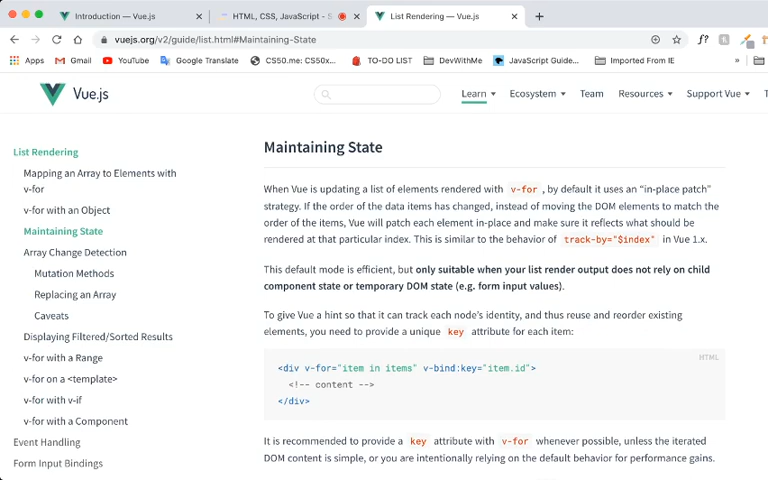 Introduction — Vue.js
HTML, CSS, JavaScript - S
List Rendering — Vue.js
vuejs.org/v2/guide/list.html#Maintaining-State
f?
Apps
Gmail
YouTube
Google Translate
CS50.me: CS50x...
TO-DO LIST
DevWithMe
JavaScript Guide...
Imported From IE
»
Vue.js
Learn
Ecosystem
Team
Resources
Support Vue
T
List Rendering
Mapping an Array to Elements with
v-for
v-for with an Object
Maintaining State
Array Change Detection
Mutation Methods
Replacing an Array
Caveats
Displaying Filtered/Sorted Results
v-for with a Range
v-for on a <template>
v-for with v-if
v-for with a Component
Event Handling
Form Input Bindings
Maintaining State
When Vue is updating a list of elements rendered with v-for , by default it uses an “in-place patch”
strategy. If the order of the data items has changed, instead of moving the DOM elements to match the
order of the items, Vue will patch each element in-place and make sure it reflects what should be
rendered at that particular index. This is similar to the behavior of track-by="$index" in Vue 1.x.
This default mode is efficient, but only suitable when your list render output does not rely on child
component state or temporary DOM state (e.g. form input values).
To give Vue a hint so that it can track each node’s identity, and thus reuse and reorder existing
elements, you need to provide a unique key attribute for each item:
HTML
<div v-for="item in items" v-bind:key="item.id">
<!-- content -->
</div>
It is recommended to provide a key attribute with v-for whenever possible, unless the iterated
DOM content is simple, or you are intentionally relying on the default behavior for performance gains.